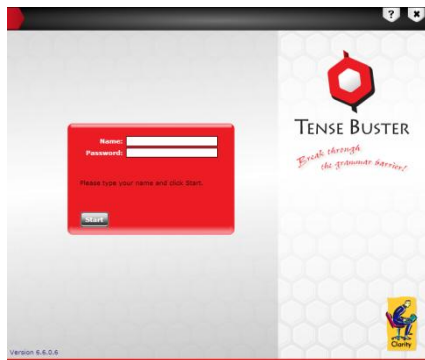 ?
x
TENSE BUSTER
Break through
the grammar barrier!
Name:
Password:
Please type your name and click Start.
Start
Clarity
Version 6.6.0.6